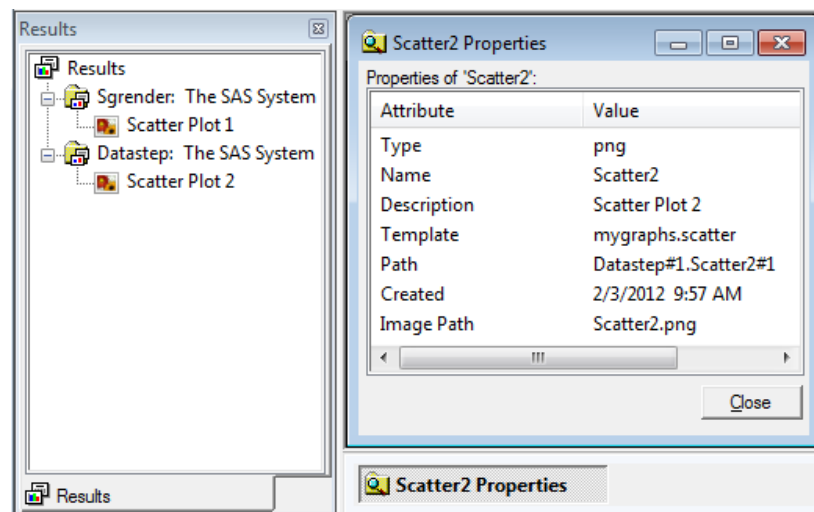 Results
Results
Sgrender: The SAS System
Scatter Plot 1
Datastep: The SAS System
Scatter Plot 2
Results
Scatter2 Properties
Properties of 'Scatter2':
Attribute Value
Type png
Name Scatter2
Description Scatter Plot 2
Template mygraphs.scatter
Path Datastep#1.Scatter2#1
Created 2/3/2012 9:57 AM
Image Path Scatter2.png
Close
Scatter2 Properties